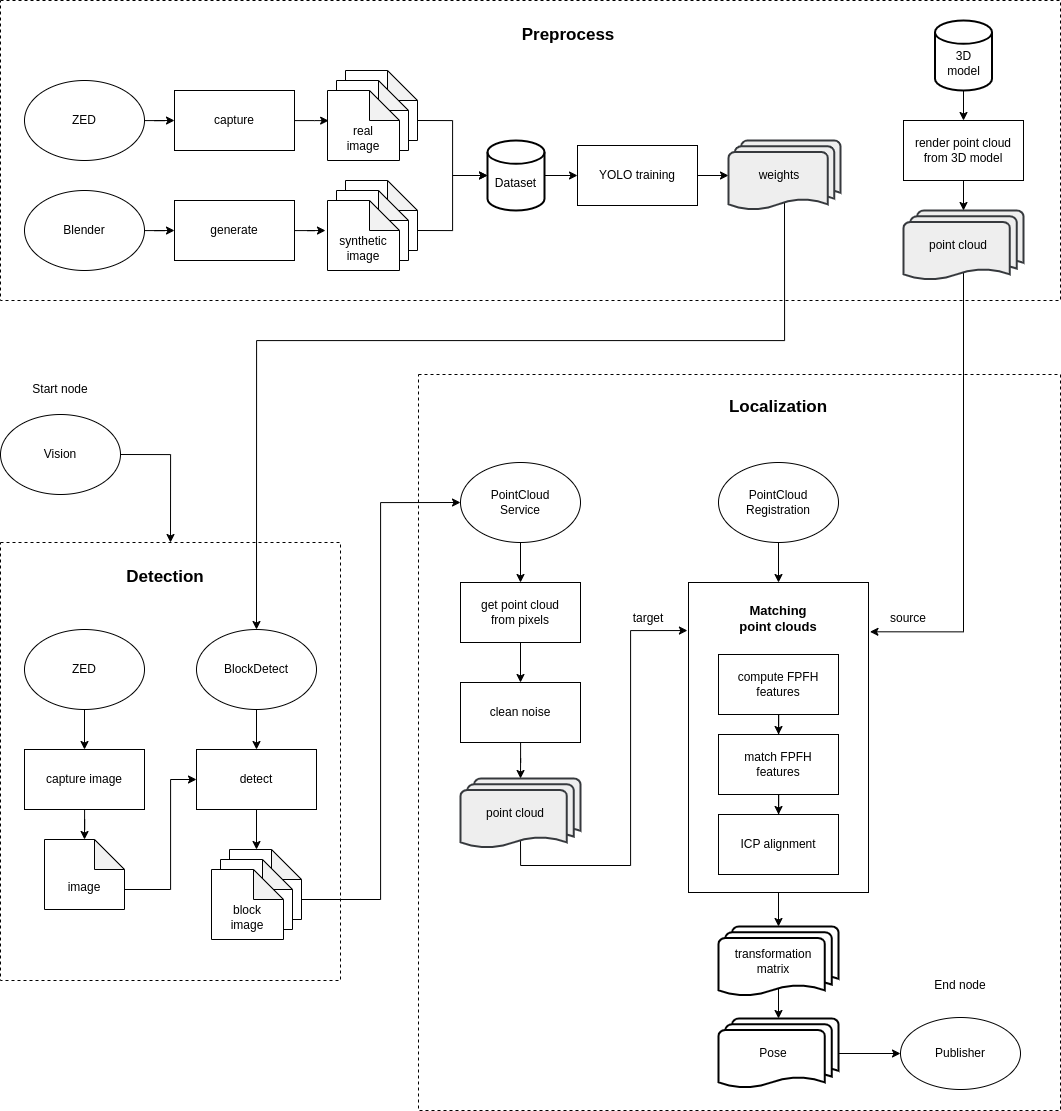 Preprocess
3D
model
ZED
capture
real
image
render point cloud
from 3D model
Dataset
YOLO training
weights
Blender
generate
synthetic
image
point cloud
Start node
Vision
Localization
PointCloud
Service
PointCloud
Registration
Detection
get point cloud
from pixels
target
Matching
point clouds
source
ZED
BlockDetect
compute FPFH
features
clean noise
capture image
detect
match FPFH
features
point cloud
ICP alignment
image
block
image
transformation
matrix
End node
Pose
Publisher